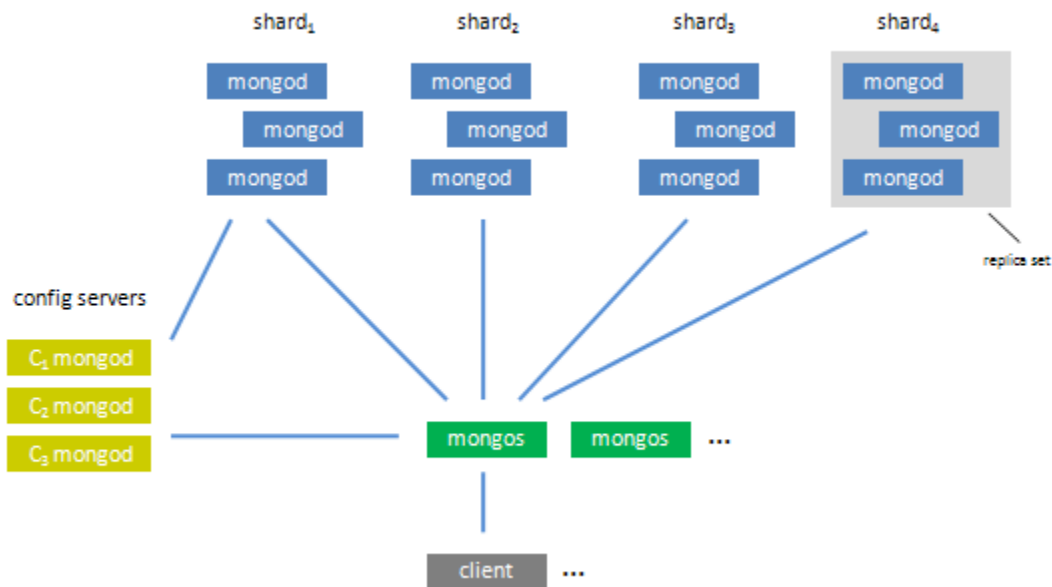 shard₁ shard₂ shard₃ shard₄
mongod mongod mongod mongod
mongod mongod mongod mongod
mongod mongod mongod mongod
replica set
config servers
C₁ mongod
C₂ mongod
C₃ mongod
mongos mongos ...
client ...